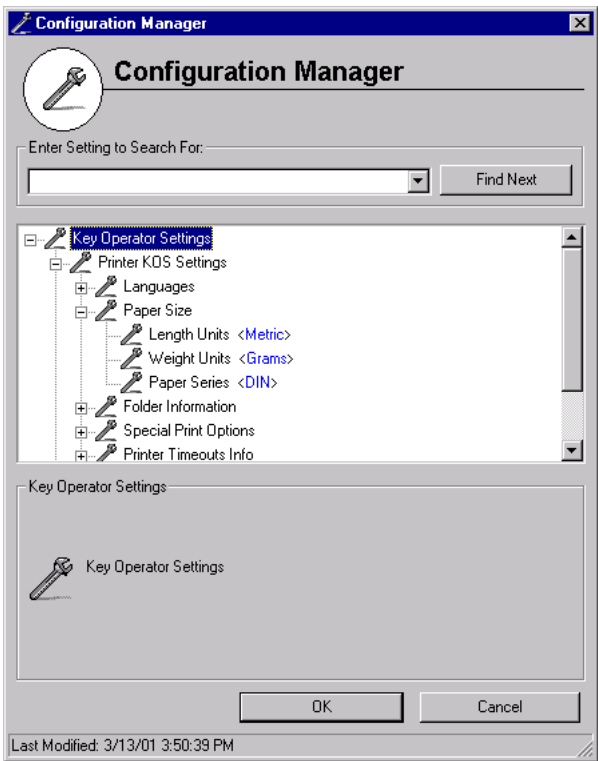 Configuration Manager
Configuration Manager
Enter Setting to Search For:
Find Next
Key Operator Settings
Printer KOS Settings
Languages
Paper Size
Length Units <Metric>
Weight Units <Grams>
Paper Series <DIN>
Folder Information
Special Print Options
Printer Timeouts Info
Key Operator Settings
Key Operator Settings
OK Cancel
Last Modified: 3/13/01 3:50:39 PM